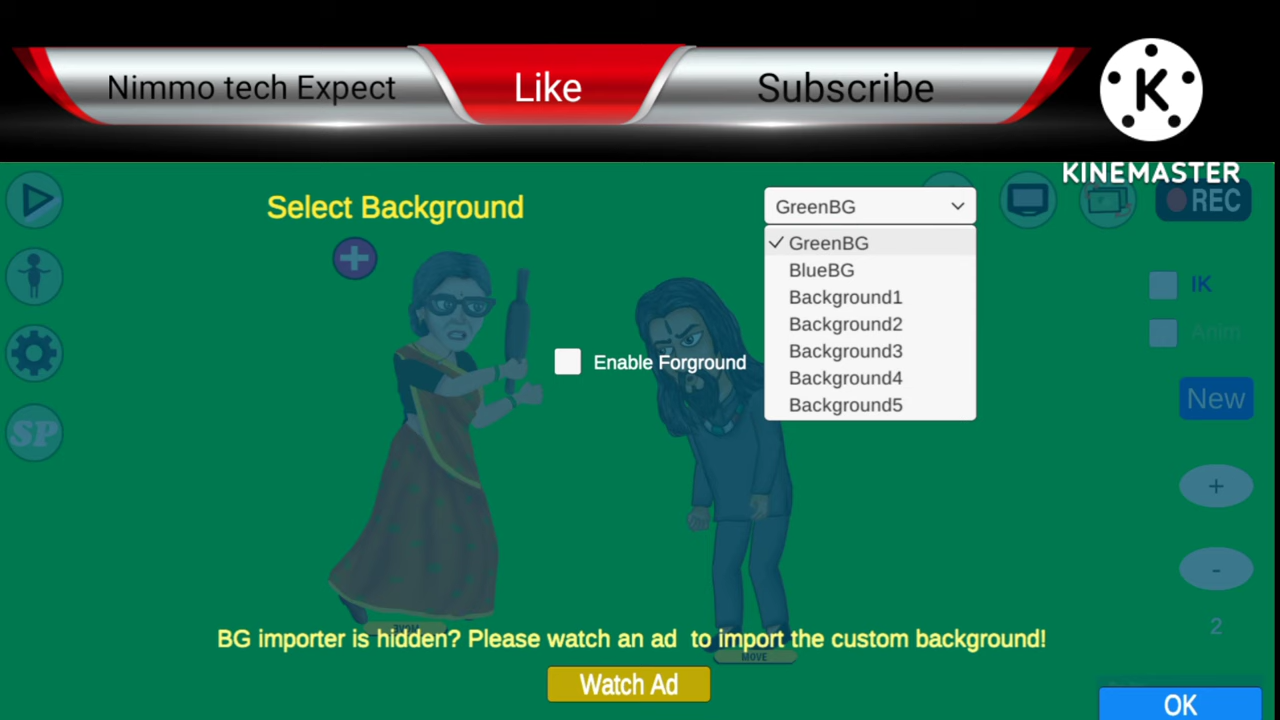 Nimmo tech Expect
Like
Subscribe
K
KINEMASTER
Select Background
GreenBG
REC
GreenBG
BlueBG
Background1
Background2
Background3
Background4
Background5
IK
Anim
Enable Forground
New
SP
+
-
2
MOVE
BG importer is hidden? Please watch an ad to import the custom background!
MOVE
Watch Ad
OK